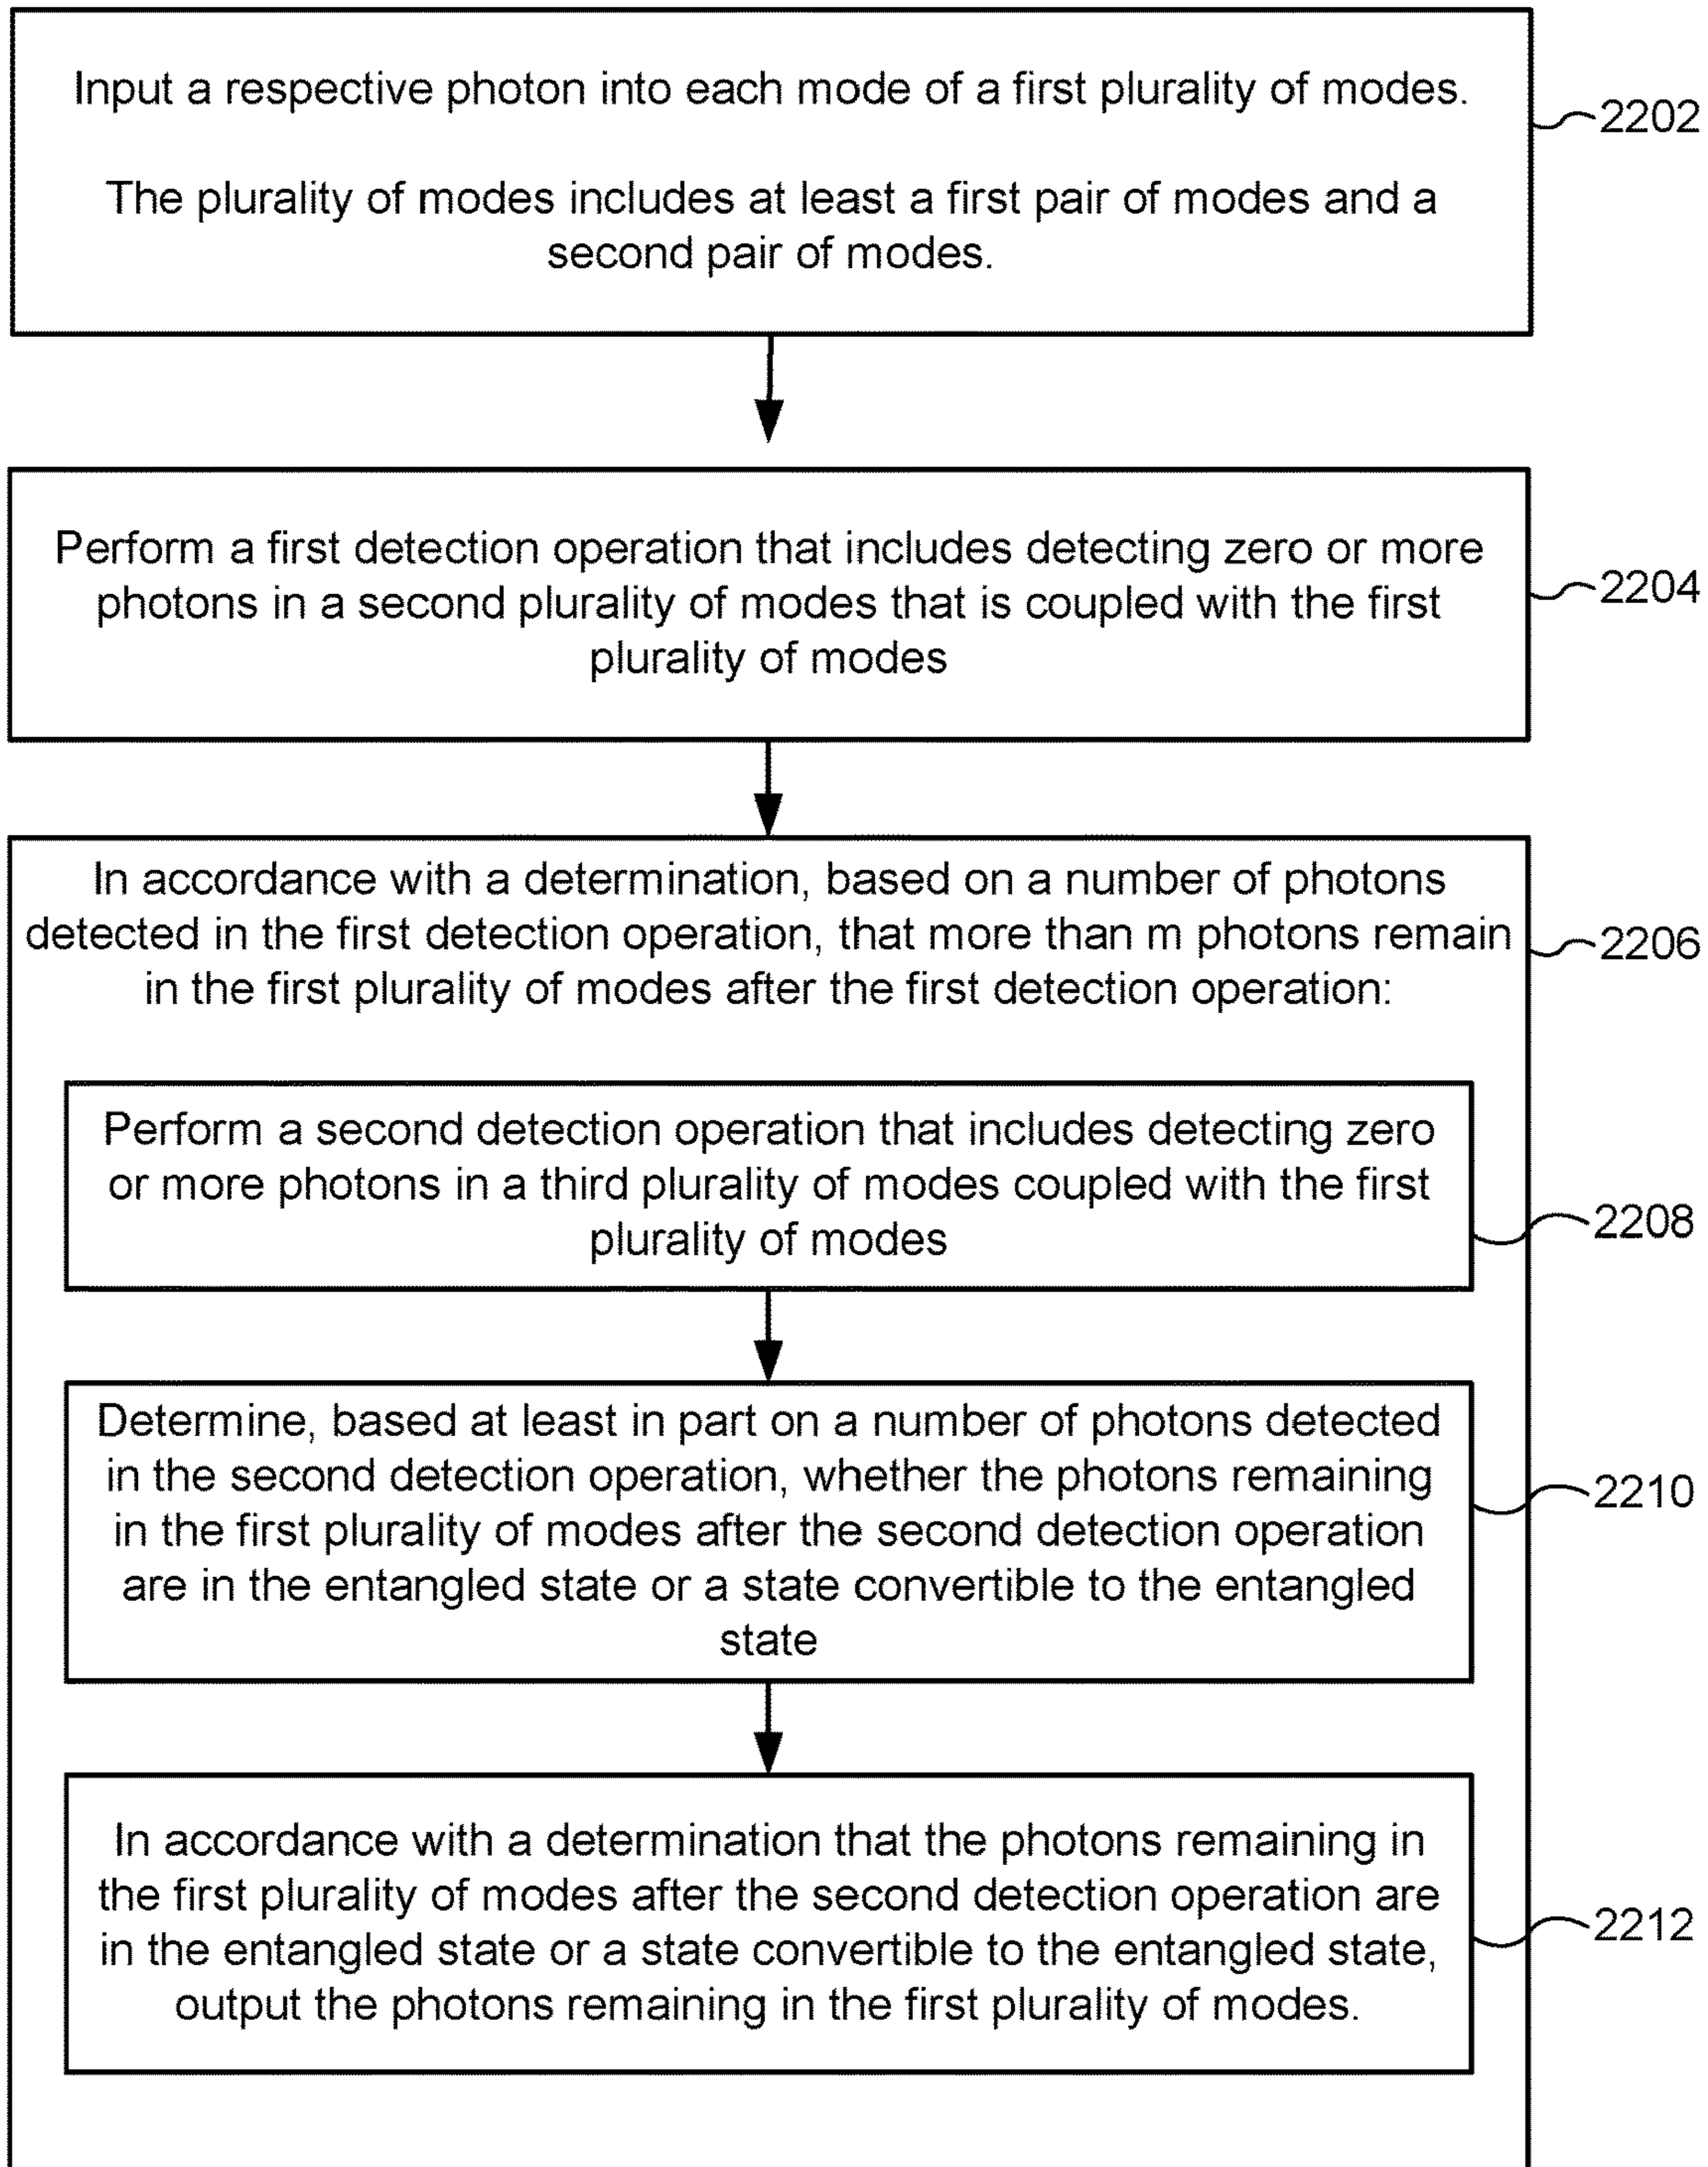 Input a respective photon into each mode of a first plurality of modes.
2202
The plurality of modes includes at least a first pair of modes and a
second pair of modes.
Perform a first detection operation that includes detecting zero or more
photons in a second plurality of modes that is coupled with the first
plurality of modes
2204
In accordance with a determination, based on a number of photons
detected in the first detection operation, that more than m photons remain
in the first plurality of modes after the first detection operation:
2206
Perform a second detection operation that includes detecting zero
or more photons in a third plurality of modes coupled with the first
plurality of modes
2208
Determine, based at least in part on a number of photons detected
in the second detection operation, whether the photons remaining
in the first plurality of modes after the second detection operation
are in the entangled state or a state convertible to the entangled
state
2210
In accordance with a determination that the photons remaining in
the first plurality of modes after the second detection operation are
in the entangled state or a state convertible to the entangled state,
output the photons remaining in the first plurality of modes.
2212